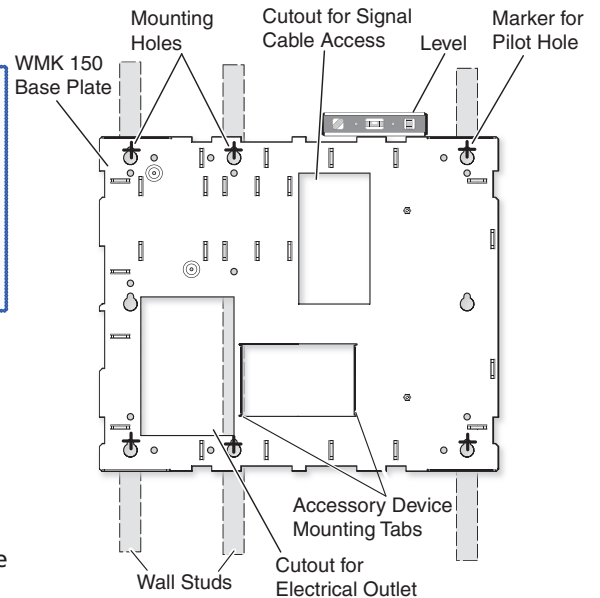 Mounting
Holes
Cutout for Signal
Cable Access
Level
Marker for
Pilot Hole
WMK 150
Base Plate
Accessory Device
Mounting Tabs
Wall Studs
Cutout for
Electrical Outlet
e